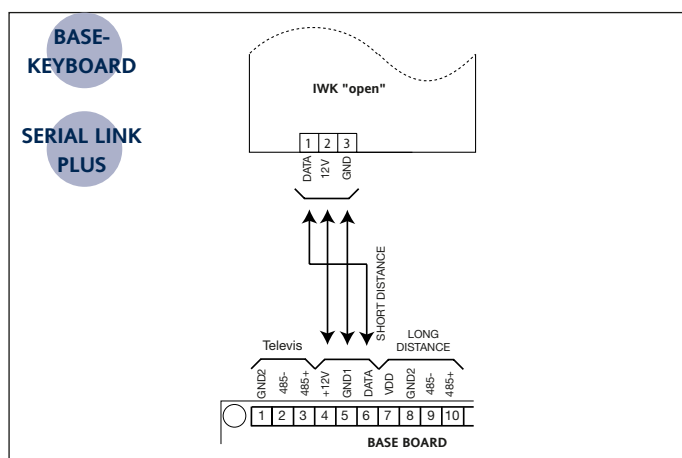 BASE-
KEYBOARD
SERIAL LINK
PLUS
IWK "open"
1 2 3
DATA
12V
GND
SHORT DISTANCE
Televis
LONG
DISTANCE
GND2
485-
485+
+12V
GND1
DATA
VDD
GND2
485-
485+
1 2 3 4 5 6 7 8 9 10
BASE BOARD